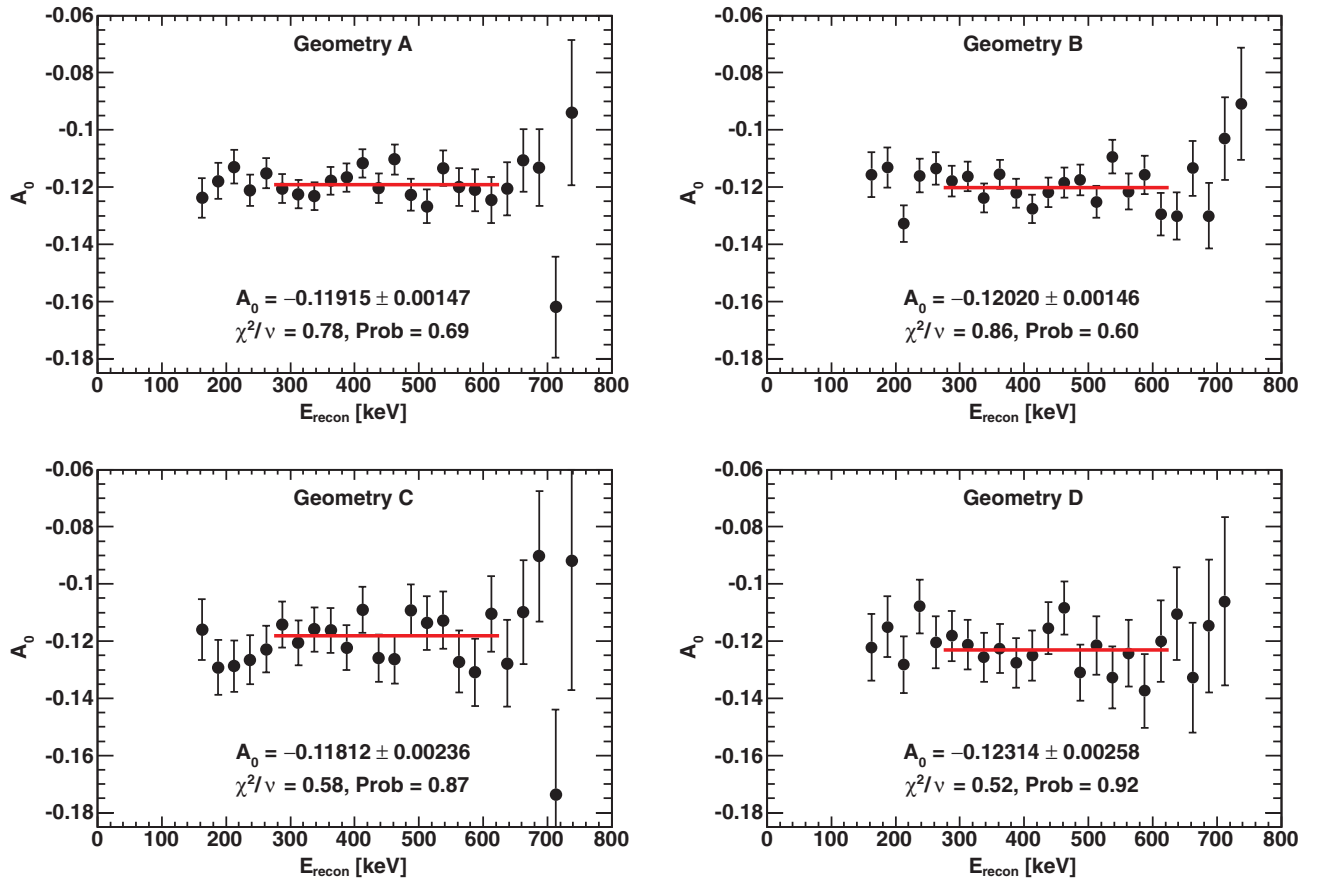 Geometry A
A0
-0.06
-0.08
-0.1
-0.12
-0.14
-0.16
-0.18
A0 = −0.11915 ± 0.00147
χ2/ν = 0.78, Prob = 0.69
0 100 200 300 400 500 600 700 800
Erecon [keV]
Geometry B
A0
-0.06
-0.08
-0.1
-0.12
-0.14
-0.16
-0.18
A0 = −0.12020 ± 0.00146
χ2/ν = 0.86, Prob = 0.60
0 100 200 300 400 500 600 700 800
Erecon [keV]
Geometry C
A0
-0.06
-0.08
-0.1
-0.12
-0.14
-0.16
-0.18
A0 = −0.11812 ± 0.00236
χ2/ν = 0.58, Prob = 0.87
0 100 200 300 400 500 600 700 800
Erecon [keV]
Geometry D
A0
-0.06
-0.08
-0.1
-0.12
-0.14
-0.16
-0.18
A0 = −0.12314 ± 0.00258
χ2/ν = 0.52, Prob = 0.92
0 100 200 300 400 500 600 700 800
Erecon [keV]